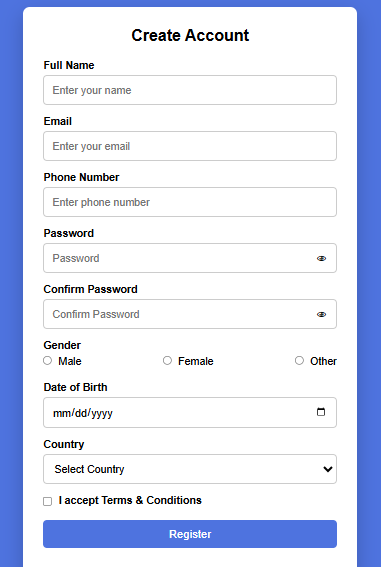 Create Account
Full Name
Enter your name
Email
Enter your email
Phone Number
Enter phone number
Password
Password
Confirm Password
Confirm Password
Gender
Male Female Other
Date of Birth
mm/dd/yyyy
Country
Select Country
I accept Terms & Conditions
Register